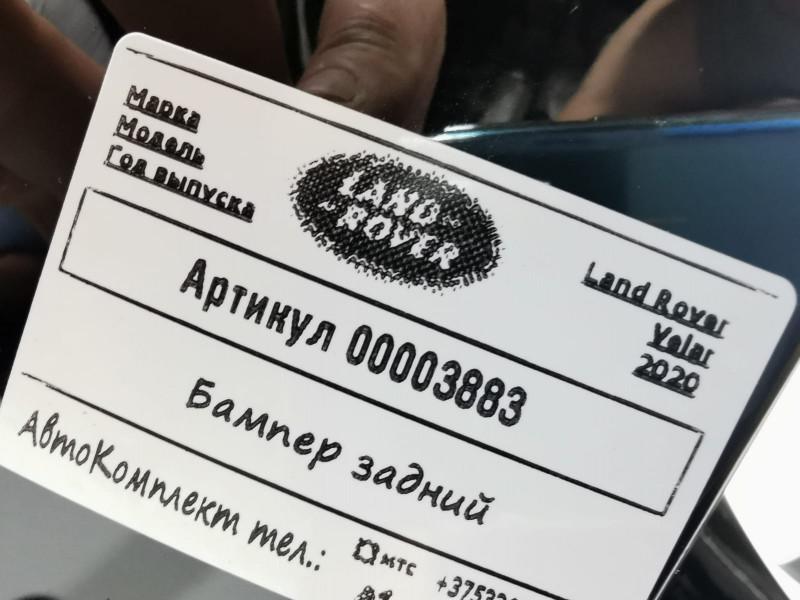 Марка
Модель
Год выпуска
LAND
ROVER
Land Rover
Velar
2020
Артикул 00003883
Бампер задний
АвтоКомплект тел.:
мтс